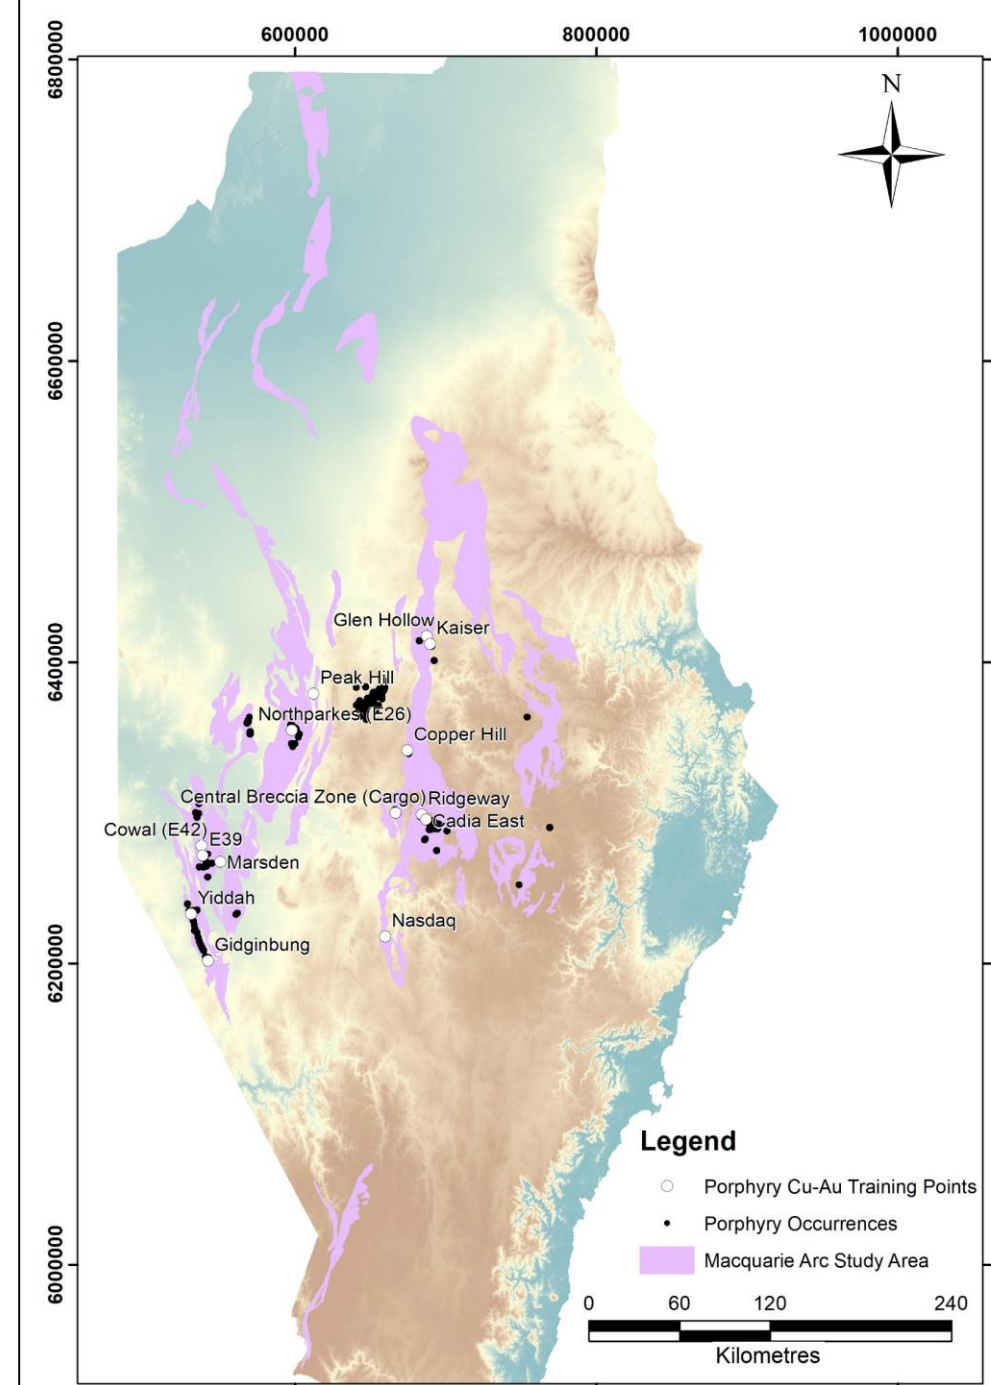 600000
800000
1000000
6800000
N
6600000
Glen Hollow
Kaiser
6400000
Peak Hill
Northparkes (E26)
Copper Hill
Central Breccia Zone (Cargo)
Ridgeway
Cowal (E42)
Cadia East
E39
Marsden
Yiddah
Nasdaq
Gidginbung
6200000
Legend
Porphyry Cu-Au Training Points
Porphyry Occurrences
Macquarie Arc Study Area
6000000
0 60 120 240
Kilometres